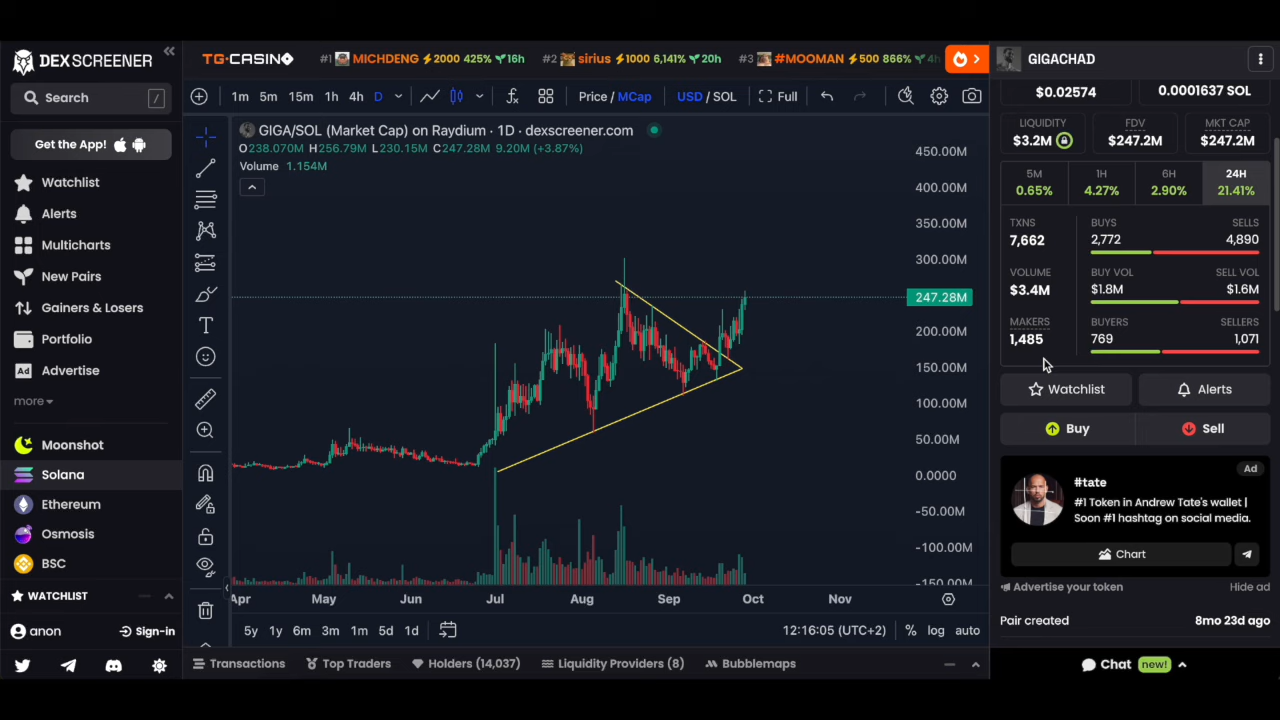 DEX SCREENER
Search /
Get the App!
Watchlist
Alerts
Multicharts
New Pairs
Gainers & Losers
Portfolio
Ad Advertise
more
Moonshot
Solana
Ethereum
Osmosis
BSC
WATCHLIST
anon Sign-in
TG.CASINO #1 MICHDENG 2000 425% 16h #2 sirius 1000 6,141% 20h #3 #MOOMAN 500 866% 4h
1m 5m 15m 1h 4h D Price / MCap USD / SOL Full
GIGA/SOL (Market Cap) on Raydium · 1D · dexscreener.com
O238.070M H256.79M L230.15M C247.28M 9.20M (+3.87%)
Volume 1.154M
450.00M
400.00M
350.00M
300.00M
247.28M
200.00M
150.00M
100.00M
50.00M
0.0000
-50.00M
-100.00M
-150.00M
Apr May Jun Jul Aug Sep Oct Nov
5y 1y 6m 3m 1m 5d 1d 12:16:05 (UTC+2) % log auto
Transactions Top Traders Holders (14,037) Liquidity Providers (8) Bubblemaps
GIGACHAD
$0.02574 0.0001637 SOL
LIQUIDITY FDV MKT CAP
$3.2M $247.2M $247.2M
5M 1H 6H 24H
0.65% 4.27% 2.90% 21.41%
TXNS BUYS SELLS
7,662 2,772 4,890
VOLUME BUY VOL SELL VOL
$3.4M $1.8M $1.6M
MAKERS BUYERS SELLERS
1,485 769 1,071
Watchlist Alerts
Buy Sell
Ad
#tate
#1 Token in Andrew Tate's wallet |
Soon #1 hashtag on social media.
Chart
Advertise your token Hide ad
Pair created 8mo 23d ago
Chat new!